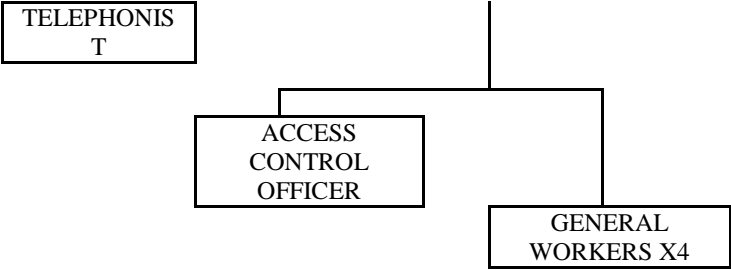 TELEPHONIS
T
ACCESS
CONTROL
OFFICER
GENERAL
WORKERS X4